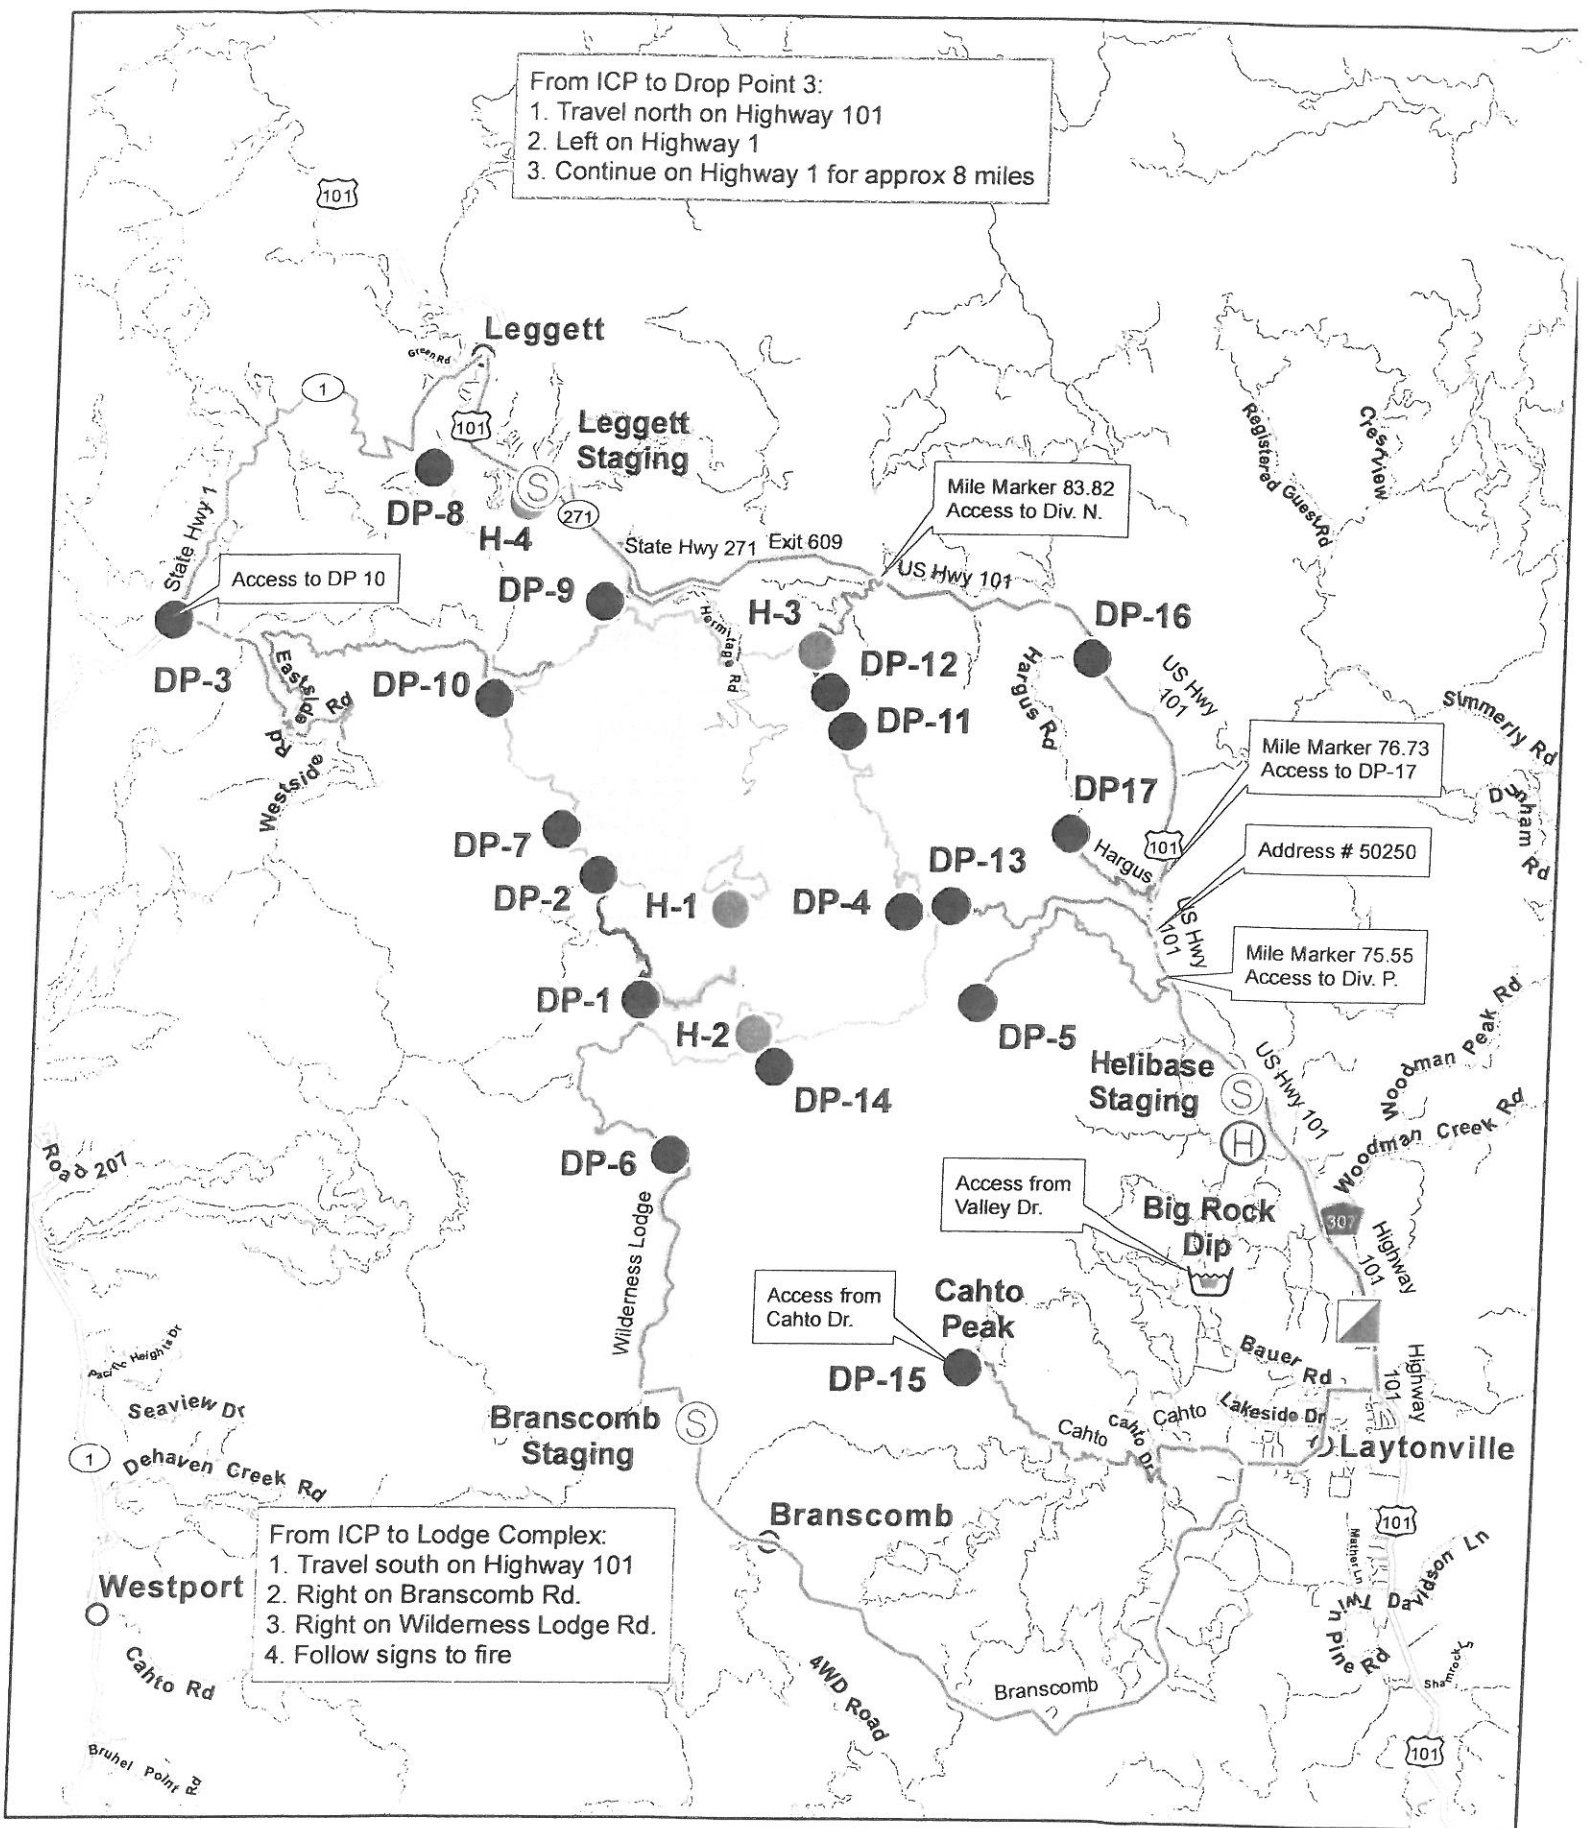 From ICP to Drop Point 3:
1. Travel north on Highway 101
2. Left on Highway 1
3. Continue on Highway 1 for approx 8 miles
101
Leggett
Green Rd
1
101
Leggett
Staging
S
DP-8
H-4
271
Registered Guest Rd
Crestview
Mile Marker 83.82
Access to Div. N.
State Hwy 1
State Hwy 271
Exit 609
US Hwy 101
Access to DP 10
DP-9
H-3
Hermitage Rd
DP-16
DP-3
Eastside Rd
DP-10
DP-12
DP-11
Hargus Rd
US Hwy
101
Simmerly Rd
Westside Rd
Mile Marker 76.73
Access to DP-17
DP17
Dunham Rd
DP-7
101
Hargus
Address # 50250
DP-2
H-1
DP-4
DP-13
US Hwy
101
Mile Marker 75.55
Access to Div. P.
DP-1
H-2
DP-5
DP-14
Helibase
Staging
S
H
US Hwy 101
Woodman Peak Rd
Woodman Creek Rd
Road 207
DP-6
Access from
Valley Dr.
Big Rock
Dip
307
Highway
101
Wilderness Lodge
Access from
Cahto Dr.
Cahto
Peak
DP-15
Bauer Rd
Highway
101
Pacific Heights Dr
Seaview Dr
Branscomb
Staging
S
Cahto
Cahto Dr
Cahto
Lakeside Dr
Laytonville
1
Dehaven Creek Rd
Branscomb
101
Mather Ln
Davidson Ln
From ICP to Lodge Complex:
1. Travel south on Highway 101
2. Right on Branscomb Rd.
3. Right on Wilderness Lodge Rd.
4. Follow signs to fire
Westport
Twin Pine Rd
Cahto Rd
4WD Road
Branscomb
Shamrock
101
Bruhel Point Rd